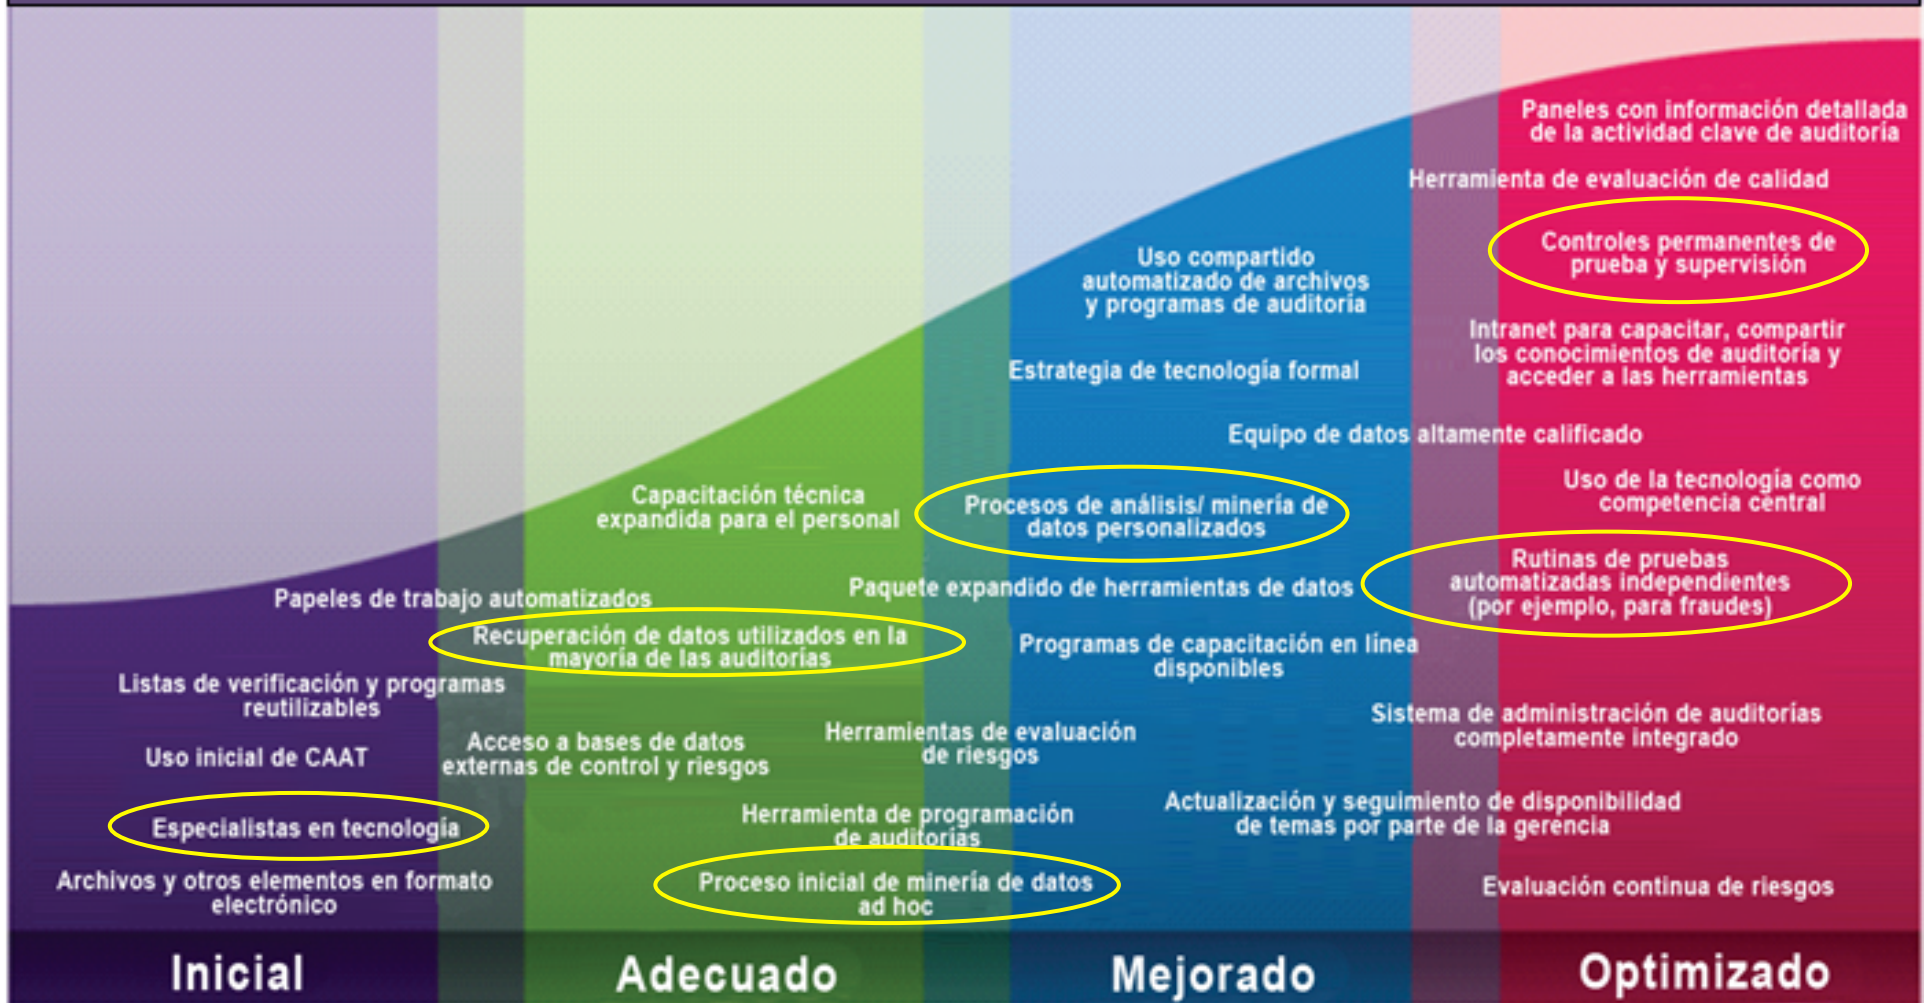 Papeles de trabajo automatizados
Listas de verificación y programas
reutilizables
Uso inicial de CAAT
Especialistas en tecnología
Archivos y otros elementos en formato
electrónico
Capacitación técnica
expandida para el personal
Recuperación de datos utilizados en la
mayoría de las auditorías
Acceso a bases de datos
externas de control y riesgos
Herramientas de evaluación
de riesgos
Herramienta de programación
de auditorías
Proceso inicial de minería de datos
ad hoc
Uso compartido
automatizado de archivos
y programas de auditoría
Estrategia de tecnología formal
Equipo de datos altamente calificado
Procesos de análisis/ minería de
datos personalizados
Paquete expandido de herramientas de datos
Programas de capacitación en línea
disponibles
Actualización y seguimiento de disponibilidad
de temas por parte de la gerencia
Paneles con información detallada
de la actividad clave de auditoría
Herramienta de evaluación de calidad
Controles permanentes de
prueba y supervisión
Intranet para capacitar, compartir
los conocimientos de auditoría y
acceder a las herramientas
Uso de la tecnología como
competencia central
Rutinas de pruebas
automatizadas independientes
(por ejemplo, para fraudes)
Sistema de administración de auditorías
completamente integrado
Evaluación continua de riesgos
Inicial
Adecuado
Mejorado
Optimizado